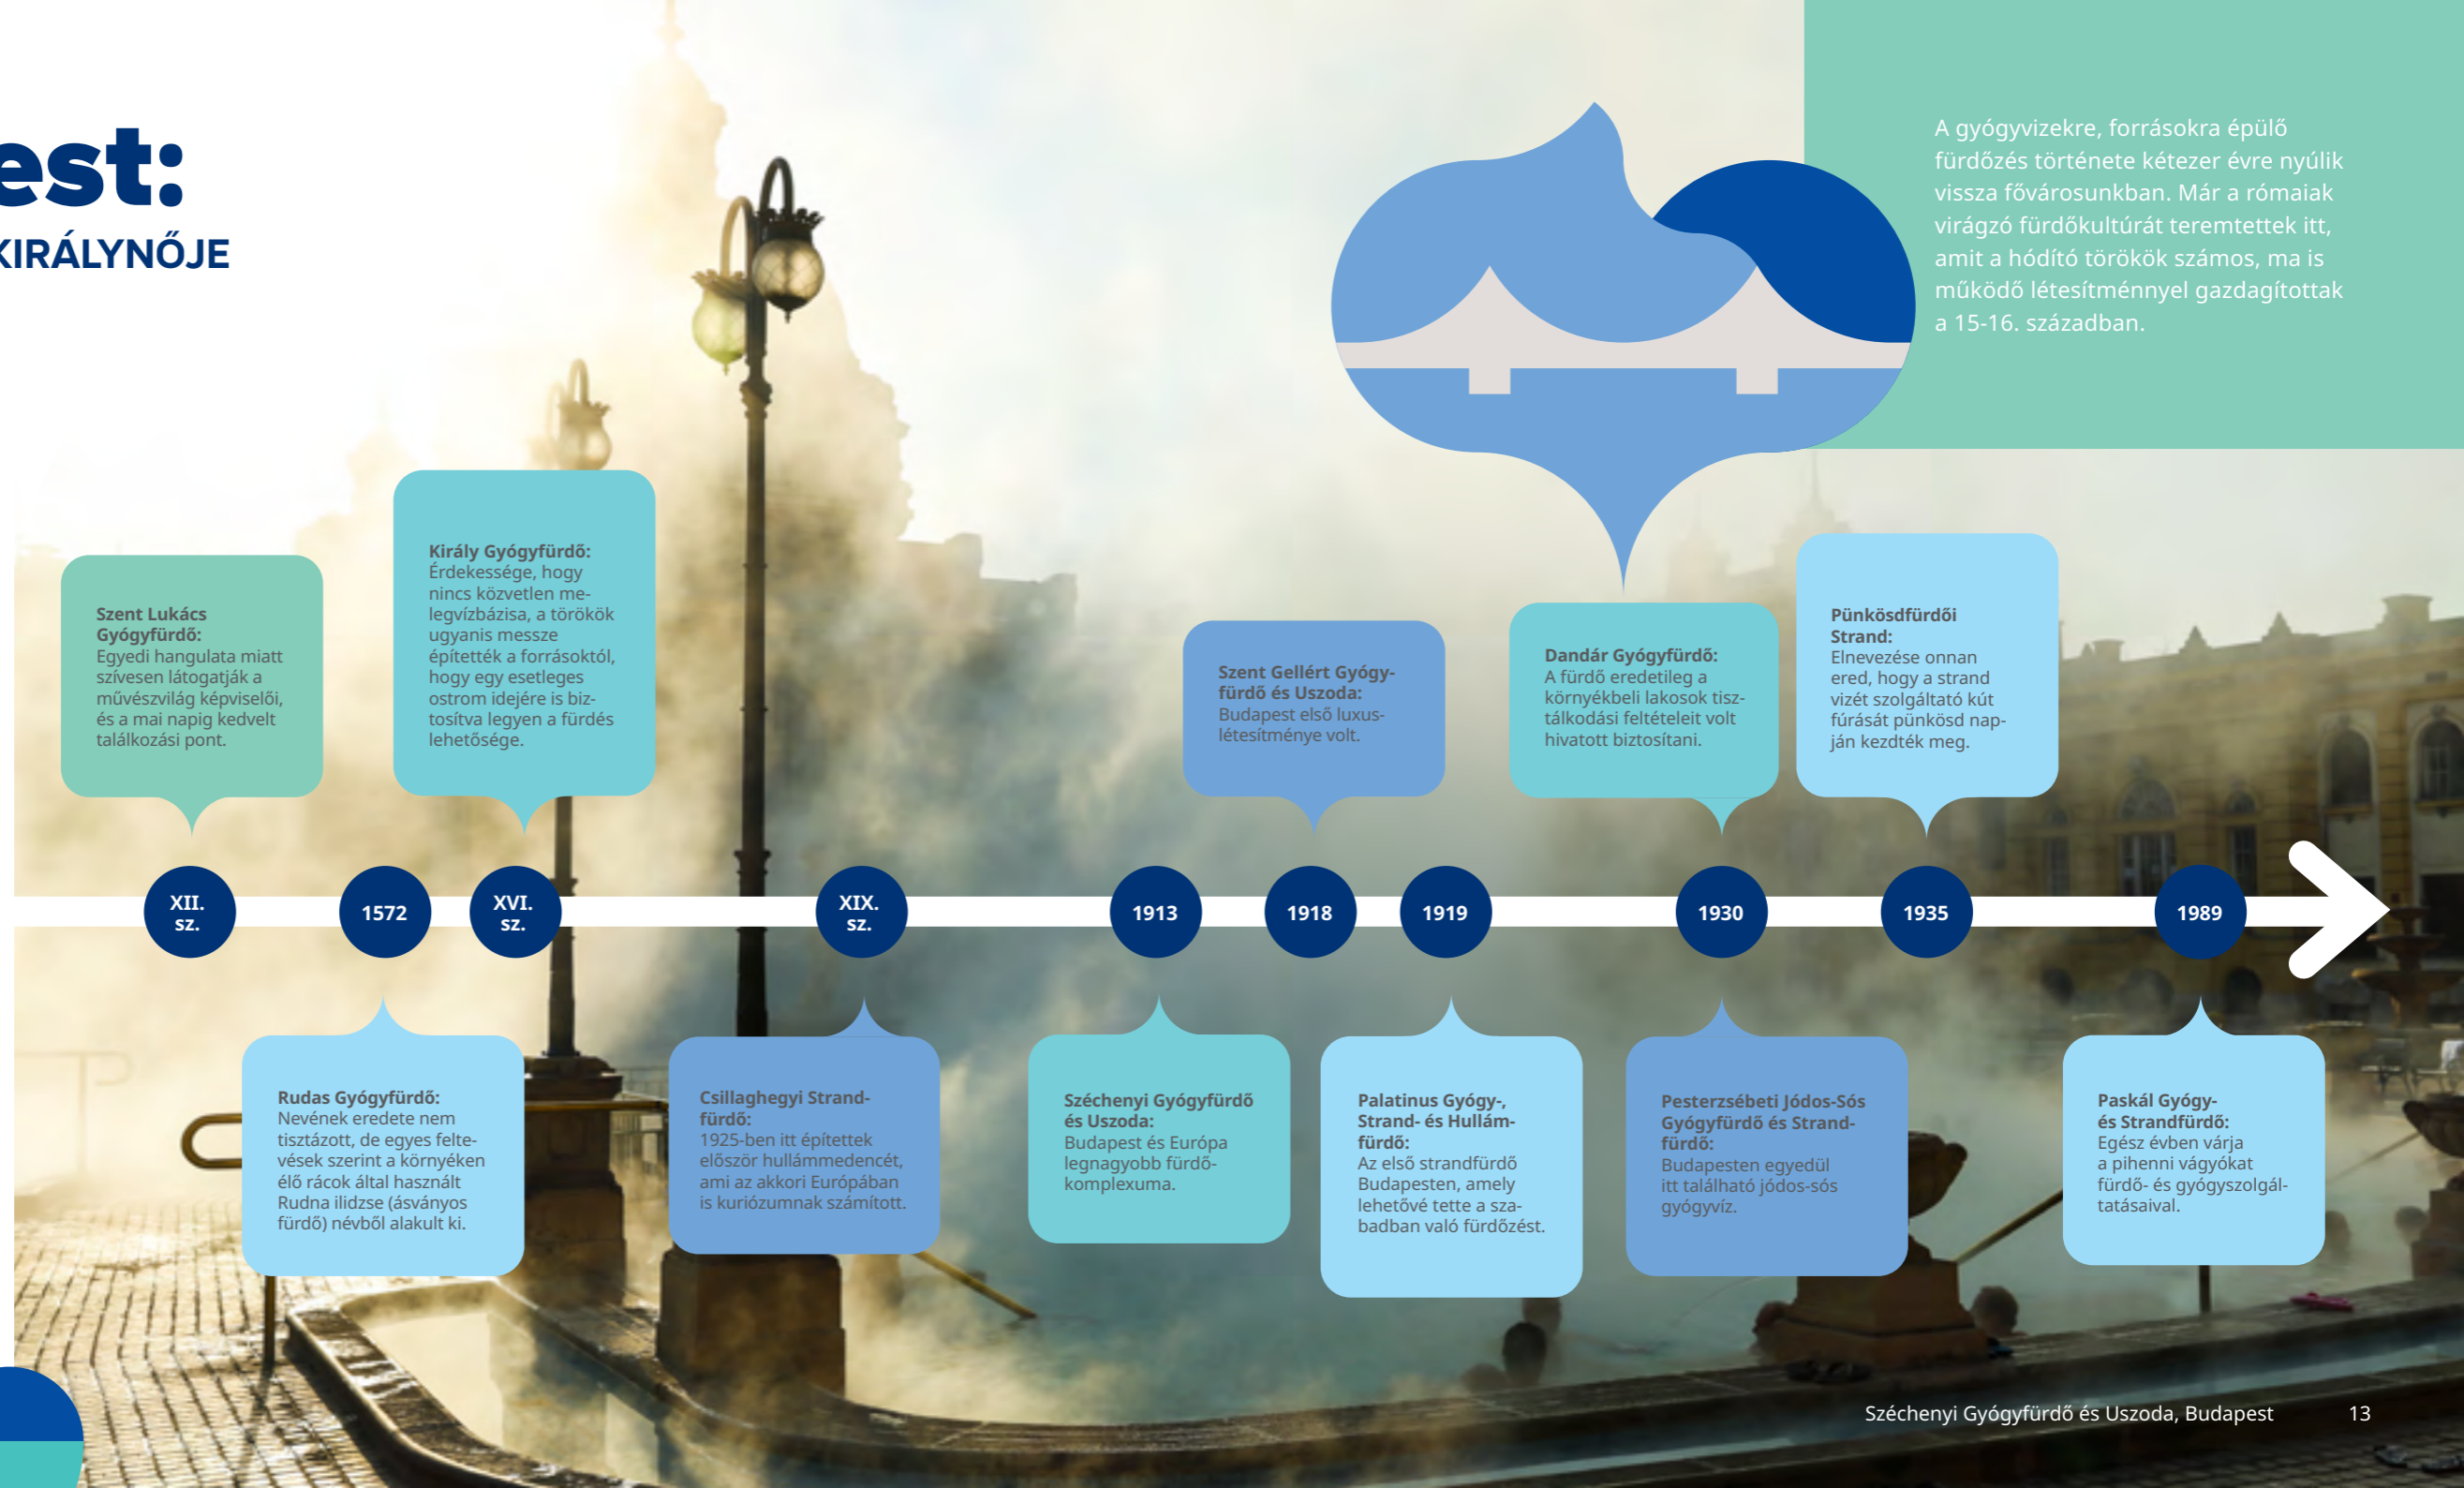 est:
KIRÁLYNŐJE
A gyógyvizekre, forrásokra épülő
fürdőzés története kétezer évre nyúlik
vissza fővárosunkban. Már a rómaiak
virágzó fürdőkultúrát teremtettek itt,
amit a hódító törökök számos, ma is
működő létesítménnyel gazdagítottak
a 15-16. században.
Szent Lukács
Gyógyfürdő:
Egyedi hangulata miatt
szívesen látogatják a
művészvilág képviselői,
és a mai napig kedvelt
találkozási pont.
Király Gyógyfürdő:
Érdekessége, hogy
nincs közvetlen me-
legvízbázisa, a törökök
ugyanis messze
építették a forrásoktól,
hogy egy esetleges
ostrom idejére is biz-
tosítva legyen a fürdés
lehetősége.
Szent Gellért Gyógy-
fürdő és Uszoda:
Budapest első luxus-
létesítménye volt.
Dandár Gyógyfürdő:
A fürdő eredetileg a
környékbeli lakosok tisz-
tálkodási feltételeit volt
hivatott biztosítani.
Pünkösdfürdői
Strand:
Elnevezése onnan
ered, hogy a strand
vizét szolgáltató kút
fúrását pünkösd nap-
ján kezdték meg.
XII.
sz.
1572
XVI.
sz.
XIX.
sz.
1913
1918
1919
1930
1935
1989
Rudas Gyógyfürdő:
Nevének eredete nem
tisztázott, de egyes felte-
vések szerint a környéken
élő rácok által használt
Rudna ilidzse (ásványos
fürdő) névből alakult ki.
Csillaghegyi Strand-
fürdő:
1925-ben itt építettek
először hullámmedencét,
ami az akkori Európában
is kuriózumnak számított.
Széchenyi Gyógyfürdő
és Uszoda:
Budapest és Európa
legnagyobb fürdő-
komplexuma.
Palatinus Gyógy-,
Strand- és Hullám-
fürdő:
Az első strandfürdő
Budapesten, amely
lehetővé tette a sza-
badban való fürdőzést.
Pesterzsébeti Jódos-Sós
Gyógyfürdő és Strand-
fürdő:
Budapesten egyedül
itt található jódos-sós
gyógyvíz.
Paskál Gyógy-
és Strandfürdő:
Egész évben várja
a pihenni vágyókat
fürdő- és gyógyszolgál-
tatásaival.
Széchenyi Gyógyfürdő és Uszoda, Budapest
13